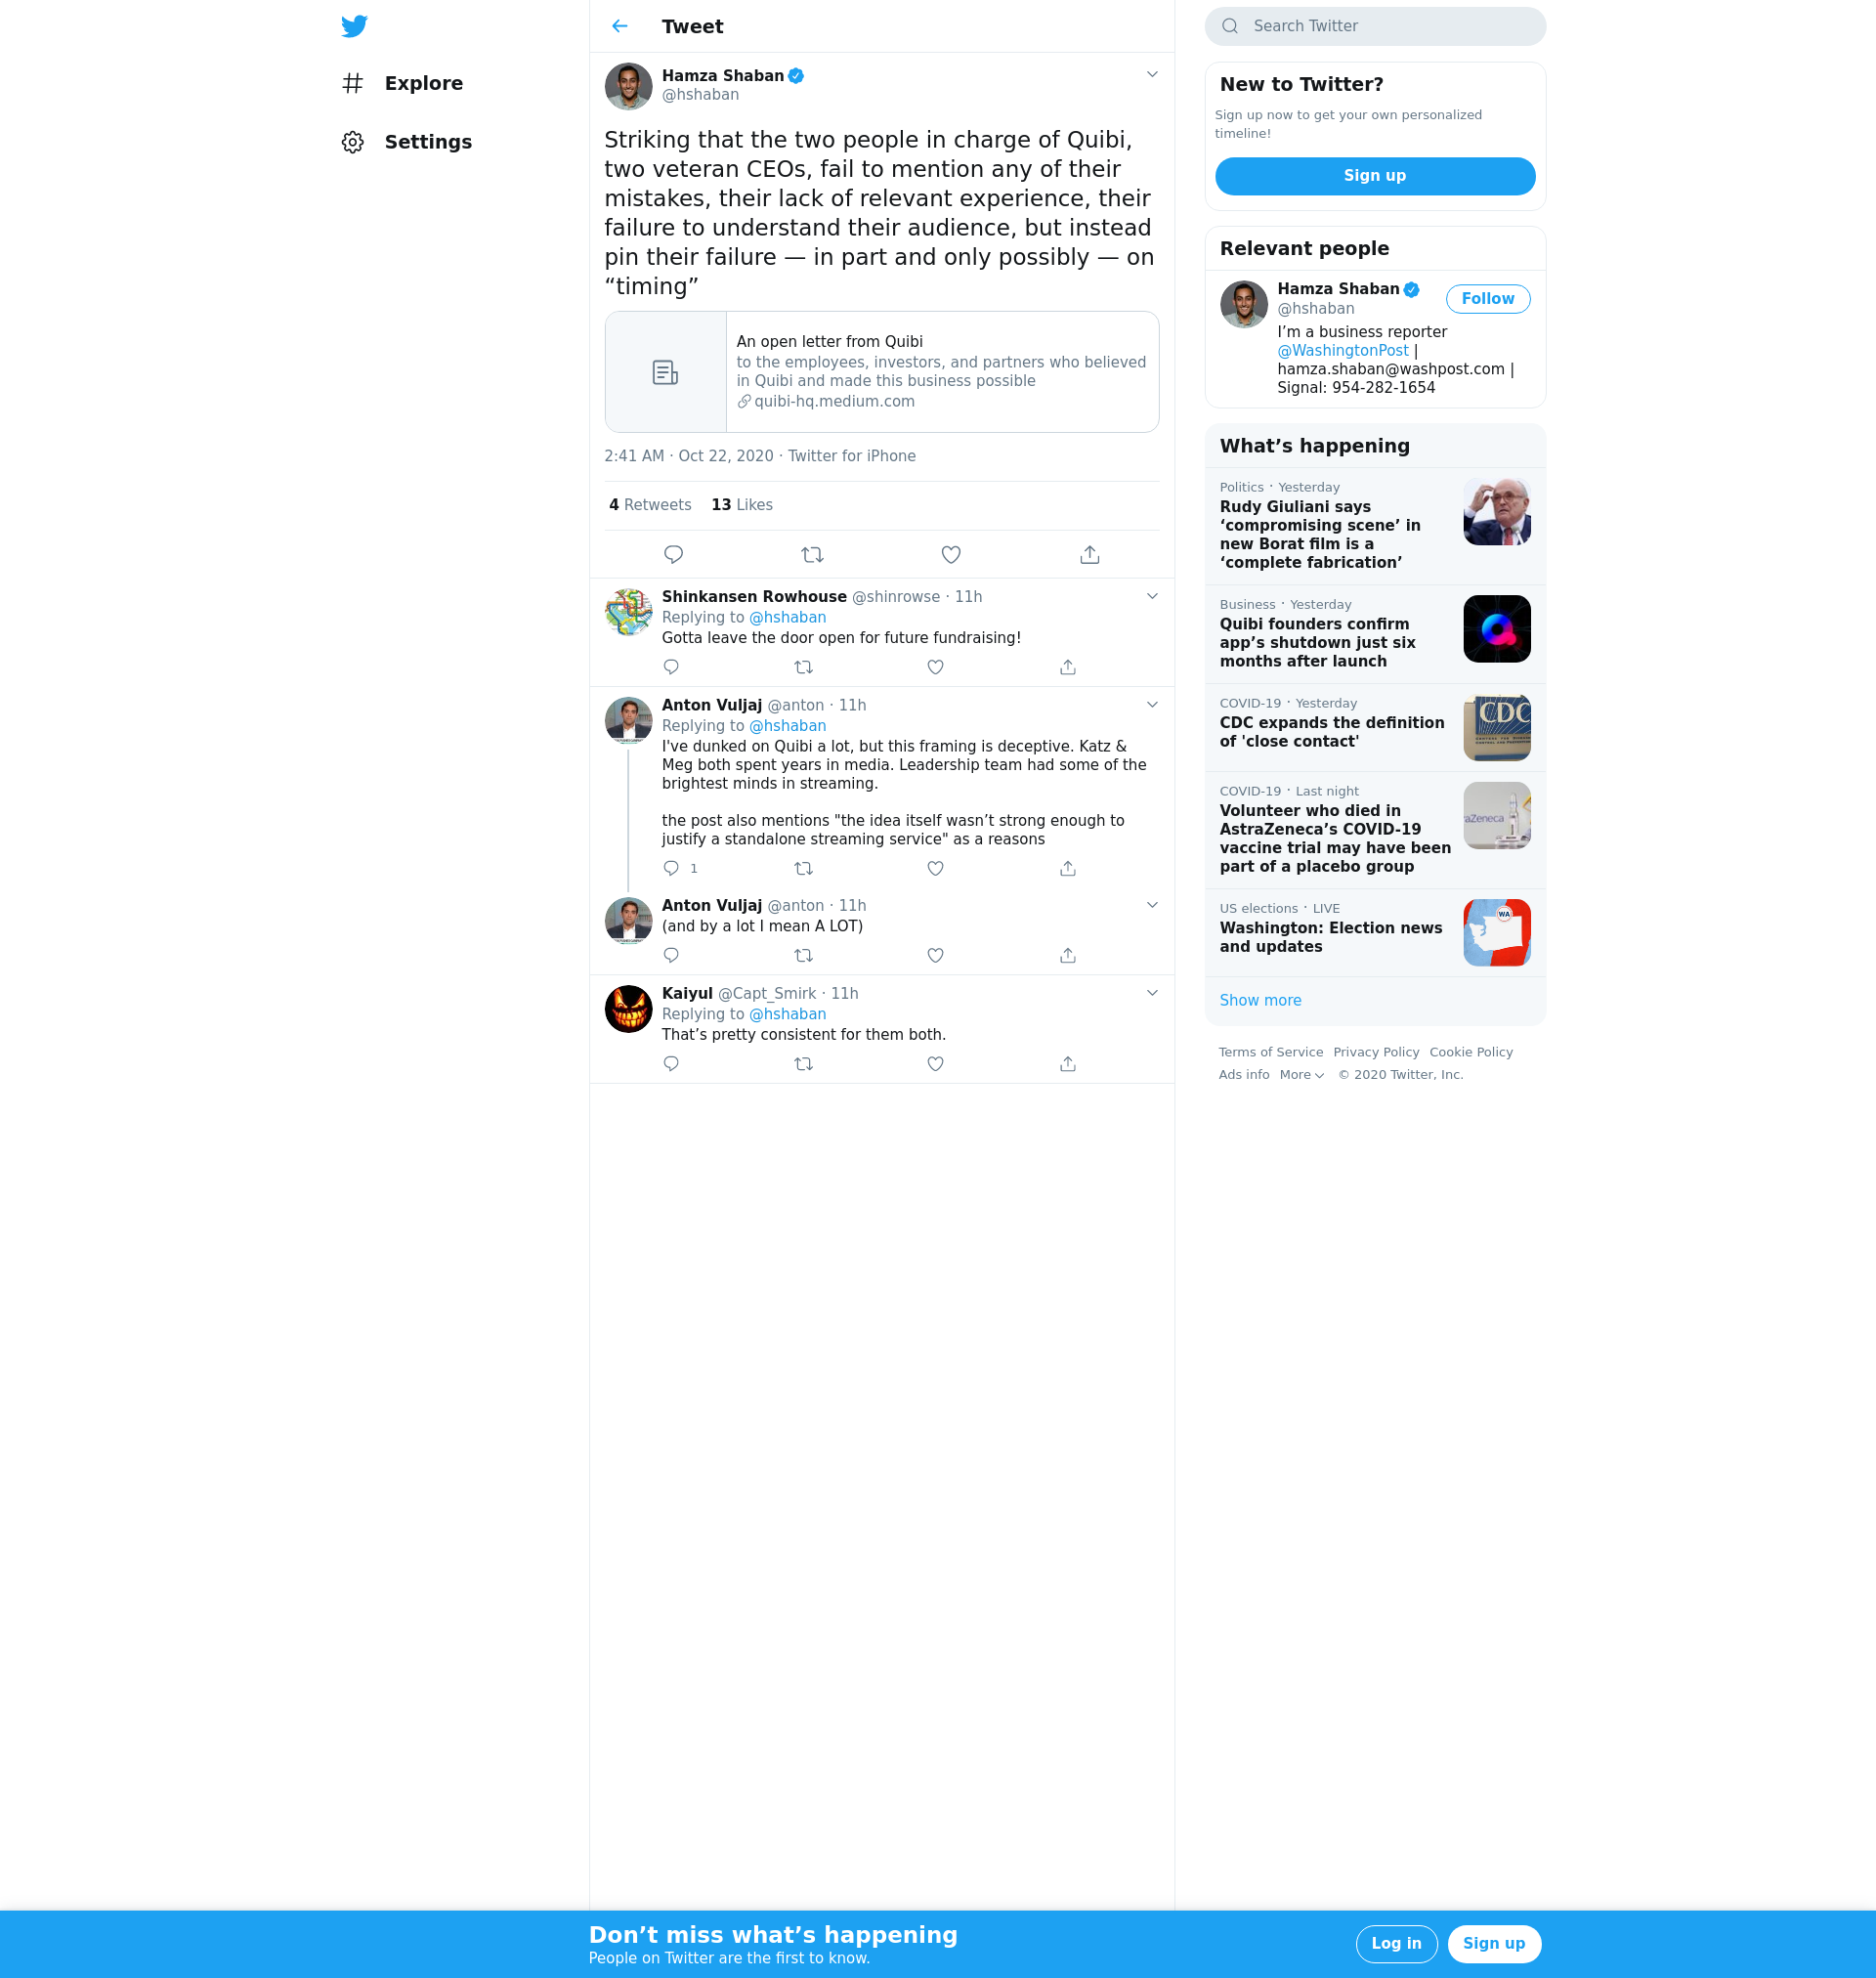 Explore
Settings
Tweet
Hamza Shaban
@hshaban
Striking that the two people in charge of Quibi,
two veteran CEOs, fail to mention any of their
mistakes, their lack of relevant experience, their
failure to understand their audience, but instead
pin their failure — in part and only possibly — on
“timing”
An open letter from Quibi
to the employees, investors, and partners who believed
in Quibi and made this business possible
quibi-hq.medium.com
2:41 AM · Oct 22, 2020 · Twitter for iPhone
4 Retweets 13 Likes
Shinkansen Rowhouse @shinrowse · 11h
Replying to @hshaban
Gotta leave the door open for future fundraising!
Anton Vuljaj @anton · 11h
Replying to @hshaban
I've dunked on Quibi a lot, but this framing is deceptive. Katz &
Meg both spent years in media. Leadership team had some of the
brightest minds in streaming.
the post also mentions "the idea itself wasn’t strong enough to
justify a standalone streaming service" as a reasons
1
Anton Vuljaj @anton · 11h
(and by a lot I mean A LOT)
Kaiyul @Capt_Smirk · 11h
Replying to @hshaban
That’s pretty consistent for them both.
Search Twitter
New to Twitter?
Sign up now to get your own personalized
timeline!
Sign up
Relevant people
Hamza Shaban
@hshaban
Follow
I’m a business reporter
@WashingtonPost |
hamza.shaban@washpost.com |
Signal: 954-282-1654
What’s happening
Politics · Yesterday
Rudy Giuliani says
‘compromising scene’ in
new Borat film is a
‘complete fabrication’
Business · Yesterday
Quibi founders confirm
app’s shutdown just six
months after launch
COVID-19 · Yesterday
CDC expands the definition
of 'close contact'
CDC
COVID-19 · Last night
Volunteer who died in
AstraZeneca’s COVID-19
vaccine trial may have been
part of a placebo group
raZeneca
US elections · LIVE
Washington: Election news
and updates
WA
Show more
Terms of Service Privacy Policy Cookie Policy
Ads info More © 2020 Twitter, Inc.
Don’t miss what’s happening
People on Twitter are the first to know.
Log in
Sign up